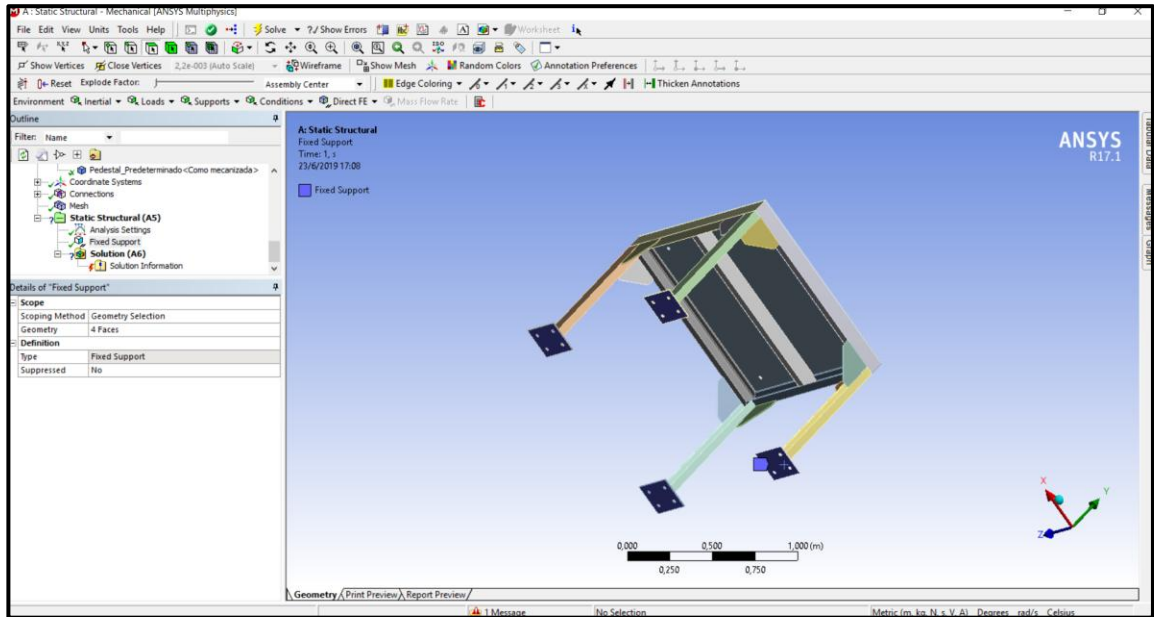 A : Static Structural - Mechanical [ANSYS Multiphysics]
File Edit View Units Tools Help Solve ?/ Show Errors Worksheet
Show Vertices Close Vertices 2,2e-003 (Auto Scale) Wireframe Show Mesh Random Colors Annotation Preferences
Reset Explode Factor: Assembly Center Edge Coloring Thicken Annotations
Environment Inertial Loads Supports Conditions Direct FE Mass Flow Rate
Outline
Filter: Name
Pedestal_Predeterminado<Como mecanizada>
Coordinate Systems
Connections
Mesh
Static Structural (A5)
Analysis Settings
Fixed Support
Solution (A6)
Solution Information
Details of "Fixed Support"
Scope
Scoping Method Geometry Selection
Geometry 4 Faces
Definition
Type Fixed Support
Suppressed No
A: Static Structural
Fixed Support
Time: 1, s
23/6/2019 17:08
Fixed Support
ANSYS
R17.1
Tabular Data
Messages
Graph
X
Y
Z
0,000 0,500 1,000 (m)
0,250 0,750
Geometry Print Preview Report Preview
1 Message No Selection Metric (m, kg, N, s, V, A) Degrees rad/s Celsius